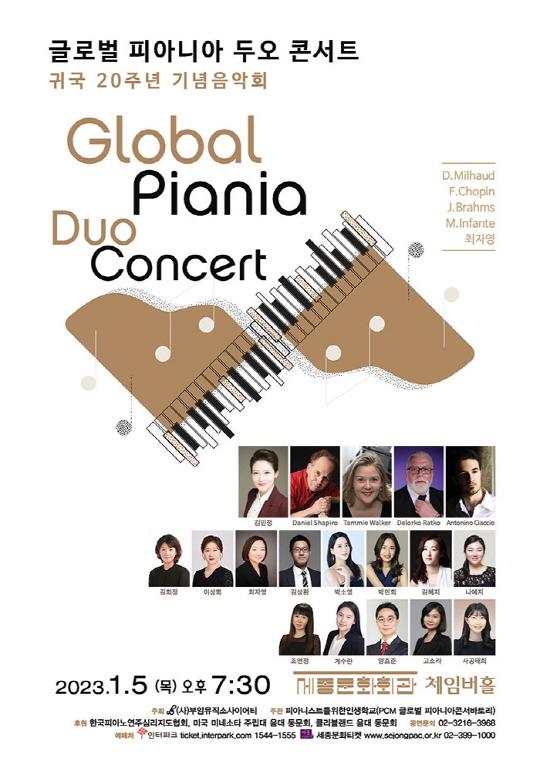 글로벌 피아니아 두오 콘서트
귀국 20주년 기념음악회
Global
Piania
Duo
Concert
D.Milhaud
F.Chopin
J.Brahms
M.Infante
최자영
김민정 Daniel Shapiro Tammie Walker Delorko Ratko Antonino Ciaccio
김희정 이성희 최자영 김성환 박소영 박민희 김혜지 나예지
조연정 계수란 양효준 고소라 사공태희
2023.1.5 (목) 오후 7:30 세종문화회관 체임버홀
주최 (사)부암뮤직소사이어티 주관 피아니스트를위한인생학교(PCM 글로벌 피아니아콘서바토리)
후원 한국피아노연주심리지도협회, 미국 미네소타 주립대 음대 동문회, 클리블랜드 음대 동문회 공연문의 02-3216-3968
예매처 인터파크 ticket.interpark.com 1544-1555 세종문화티켓 www.sejongpac.or.kr 02-399-1000